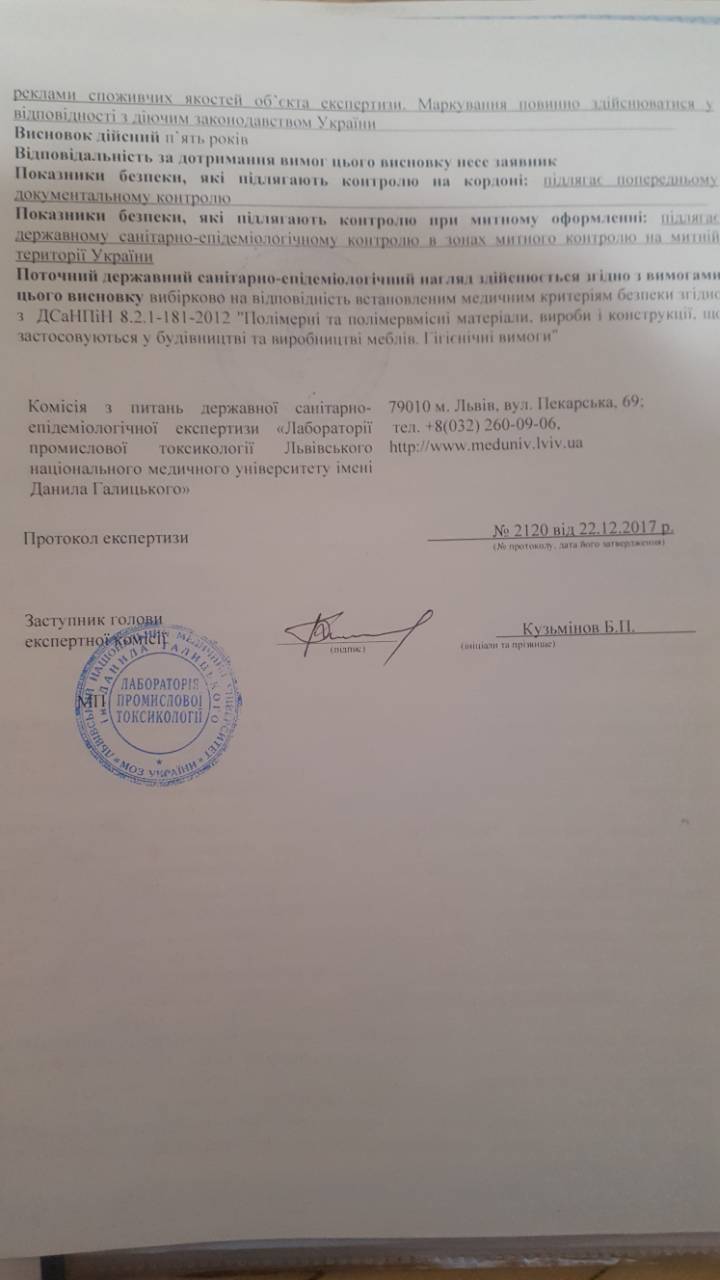 реклами споживчих якостей об`єкта експертизи. Маркування повинно здійснюватися у
відповідності з діючим законодавством України
Висновок дійсний п`ять років
Відповідальність за дотримання вимог цього висновку несе заявник
Показники безпеки, які підлягають контролю на кордоні: підлягає попередньому
документальному контролю
Показники безпеки, які підлягають контролю при митному оформленні: підлягає
державному санітарно-епідеміологічному контролю в зонах митного контролю на митній
території України
Поточний державний санітарно-епідеміологічний нагляд здійснюється згідно з вимогами
цього висновку вибірково на відповідність встановленим медичним критеріям безпеки згідно
з ДСаНПіН 8.2.1-181-2012 "Полімерні та полімервмісні матеріали, вироби і конструкції, що
застосовуються у будівництві та виробництві меблів. Гігієнічні вимоги"
Комісія з питань державної санітарно-
епідеміологічної експертизи «Лабораторії
промислової токсикології Львівського
національного медичного університету імені
Данила Галицького»
79010 м. Львів, вул. Пекарська, 69;
тел. +8(032) 260-09-06,
http://www.meduniv.lviv.ua
Протокол експертизи
№ 2120 від 22.12.2017 р.
(№ протоколу, дата його затвердження)
Заступник голови
експертної комісії
(підпис)
Кузьмінов Б.П.
(ініціали та прізвище)
МП
ЛАБОРАТОРІЯ
ПРОМИСЛОВОЇ
ТОКСИКОЛОГІЇ
ЛЬВІВСЬКИЙ НАЦІОНАЛЬНИЙ МЕДИЧНИЙ УНІВЕРСИТЕТ
ім. ДАНИЛА ГАЛИЦЬКОГО
МОЗ УКРАЇНИ